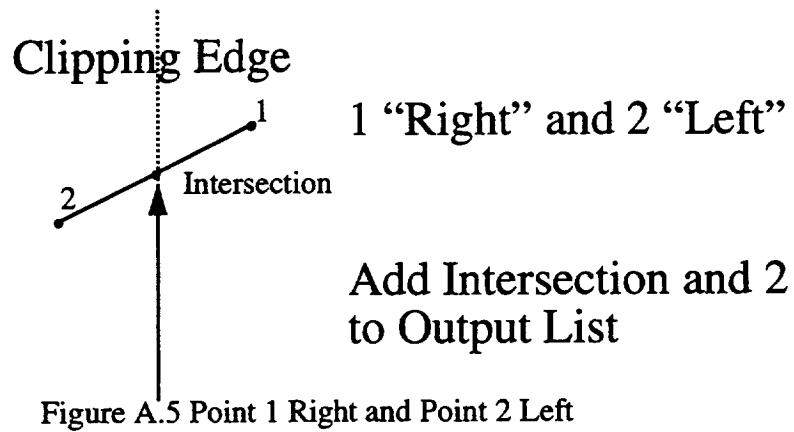 Clipping Edge
1
1 “Right” and 2 “Left”
2
Intersection
Add Intersection and 2
to Output List
Figure A.5 Point 1 Right and Point 2 Left